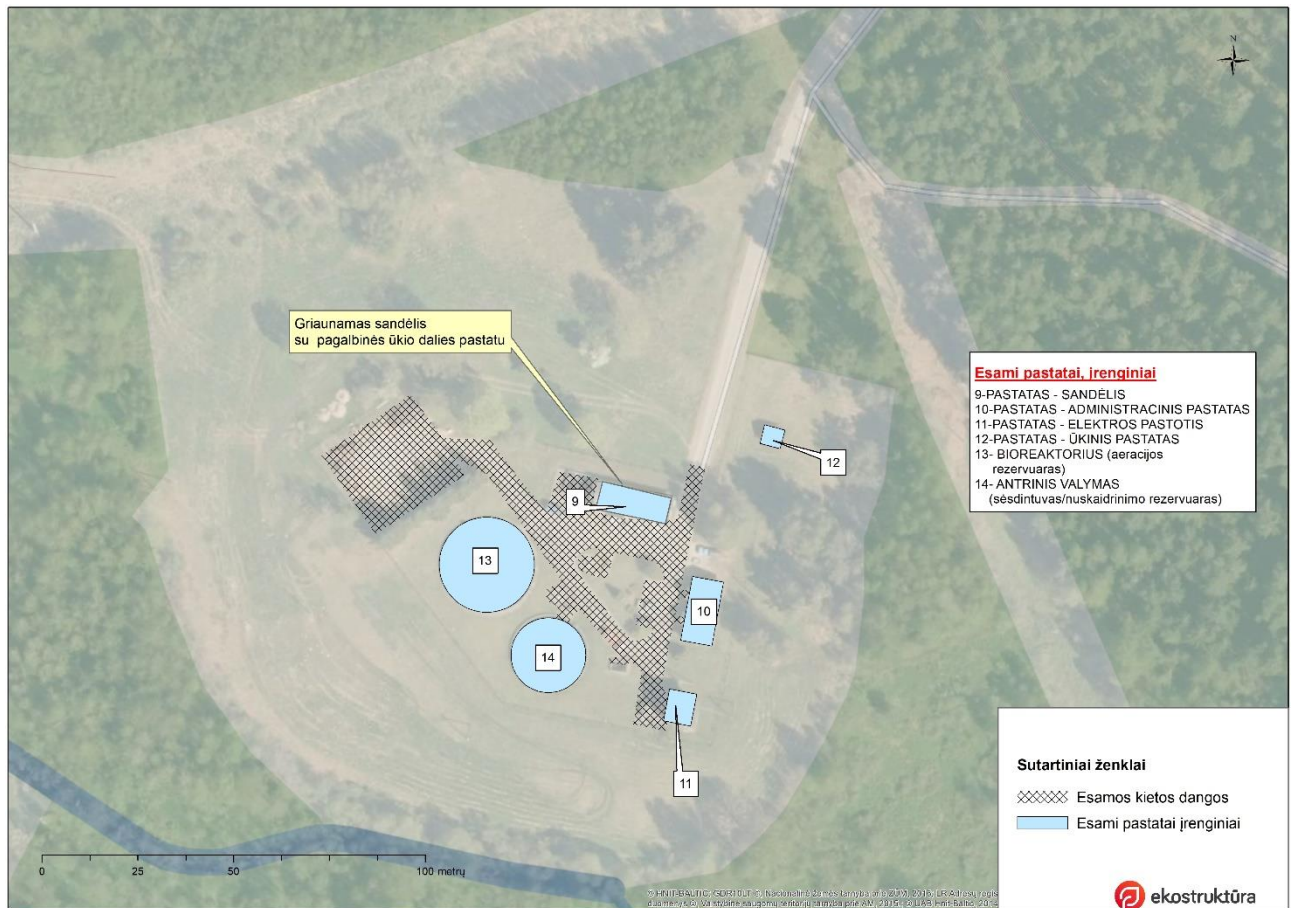 N
Griaunamas sandėlis
su pagalbinės ūkio dalies pastatu
Esami pastatai, įrenginiai
9-PASTATAS - SANDĖLIS
10-PASTATAS - ADMINISTRACINIS PASTATAS
11-PASTATAS - ELEKTROS PASTOTIS
12-PASTATAS - ŪKINIS PASTATAS
13- BIOREAKTORIUS (aeracijos
rezervuaras)
14- ANTRINIS VALYMAS
(sėsdintuvas/nuskaidrinimo rezervuaras)
12
9
13
10
14
11
Sutartiniai ženklai
Esamos kietos dangos
Esami pastatai įrenginiai
0 25 50 100 metrų
ekostruktūra